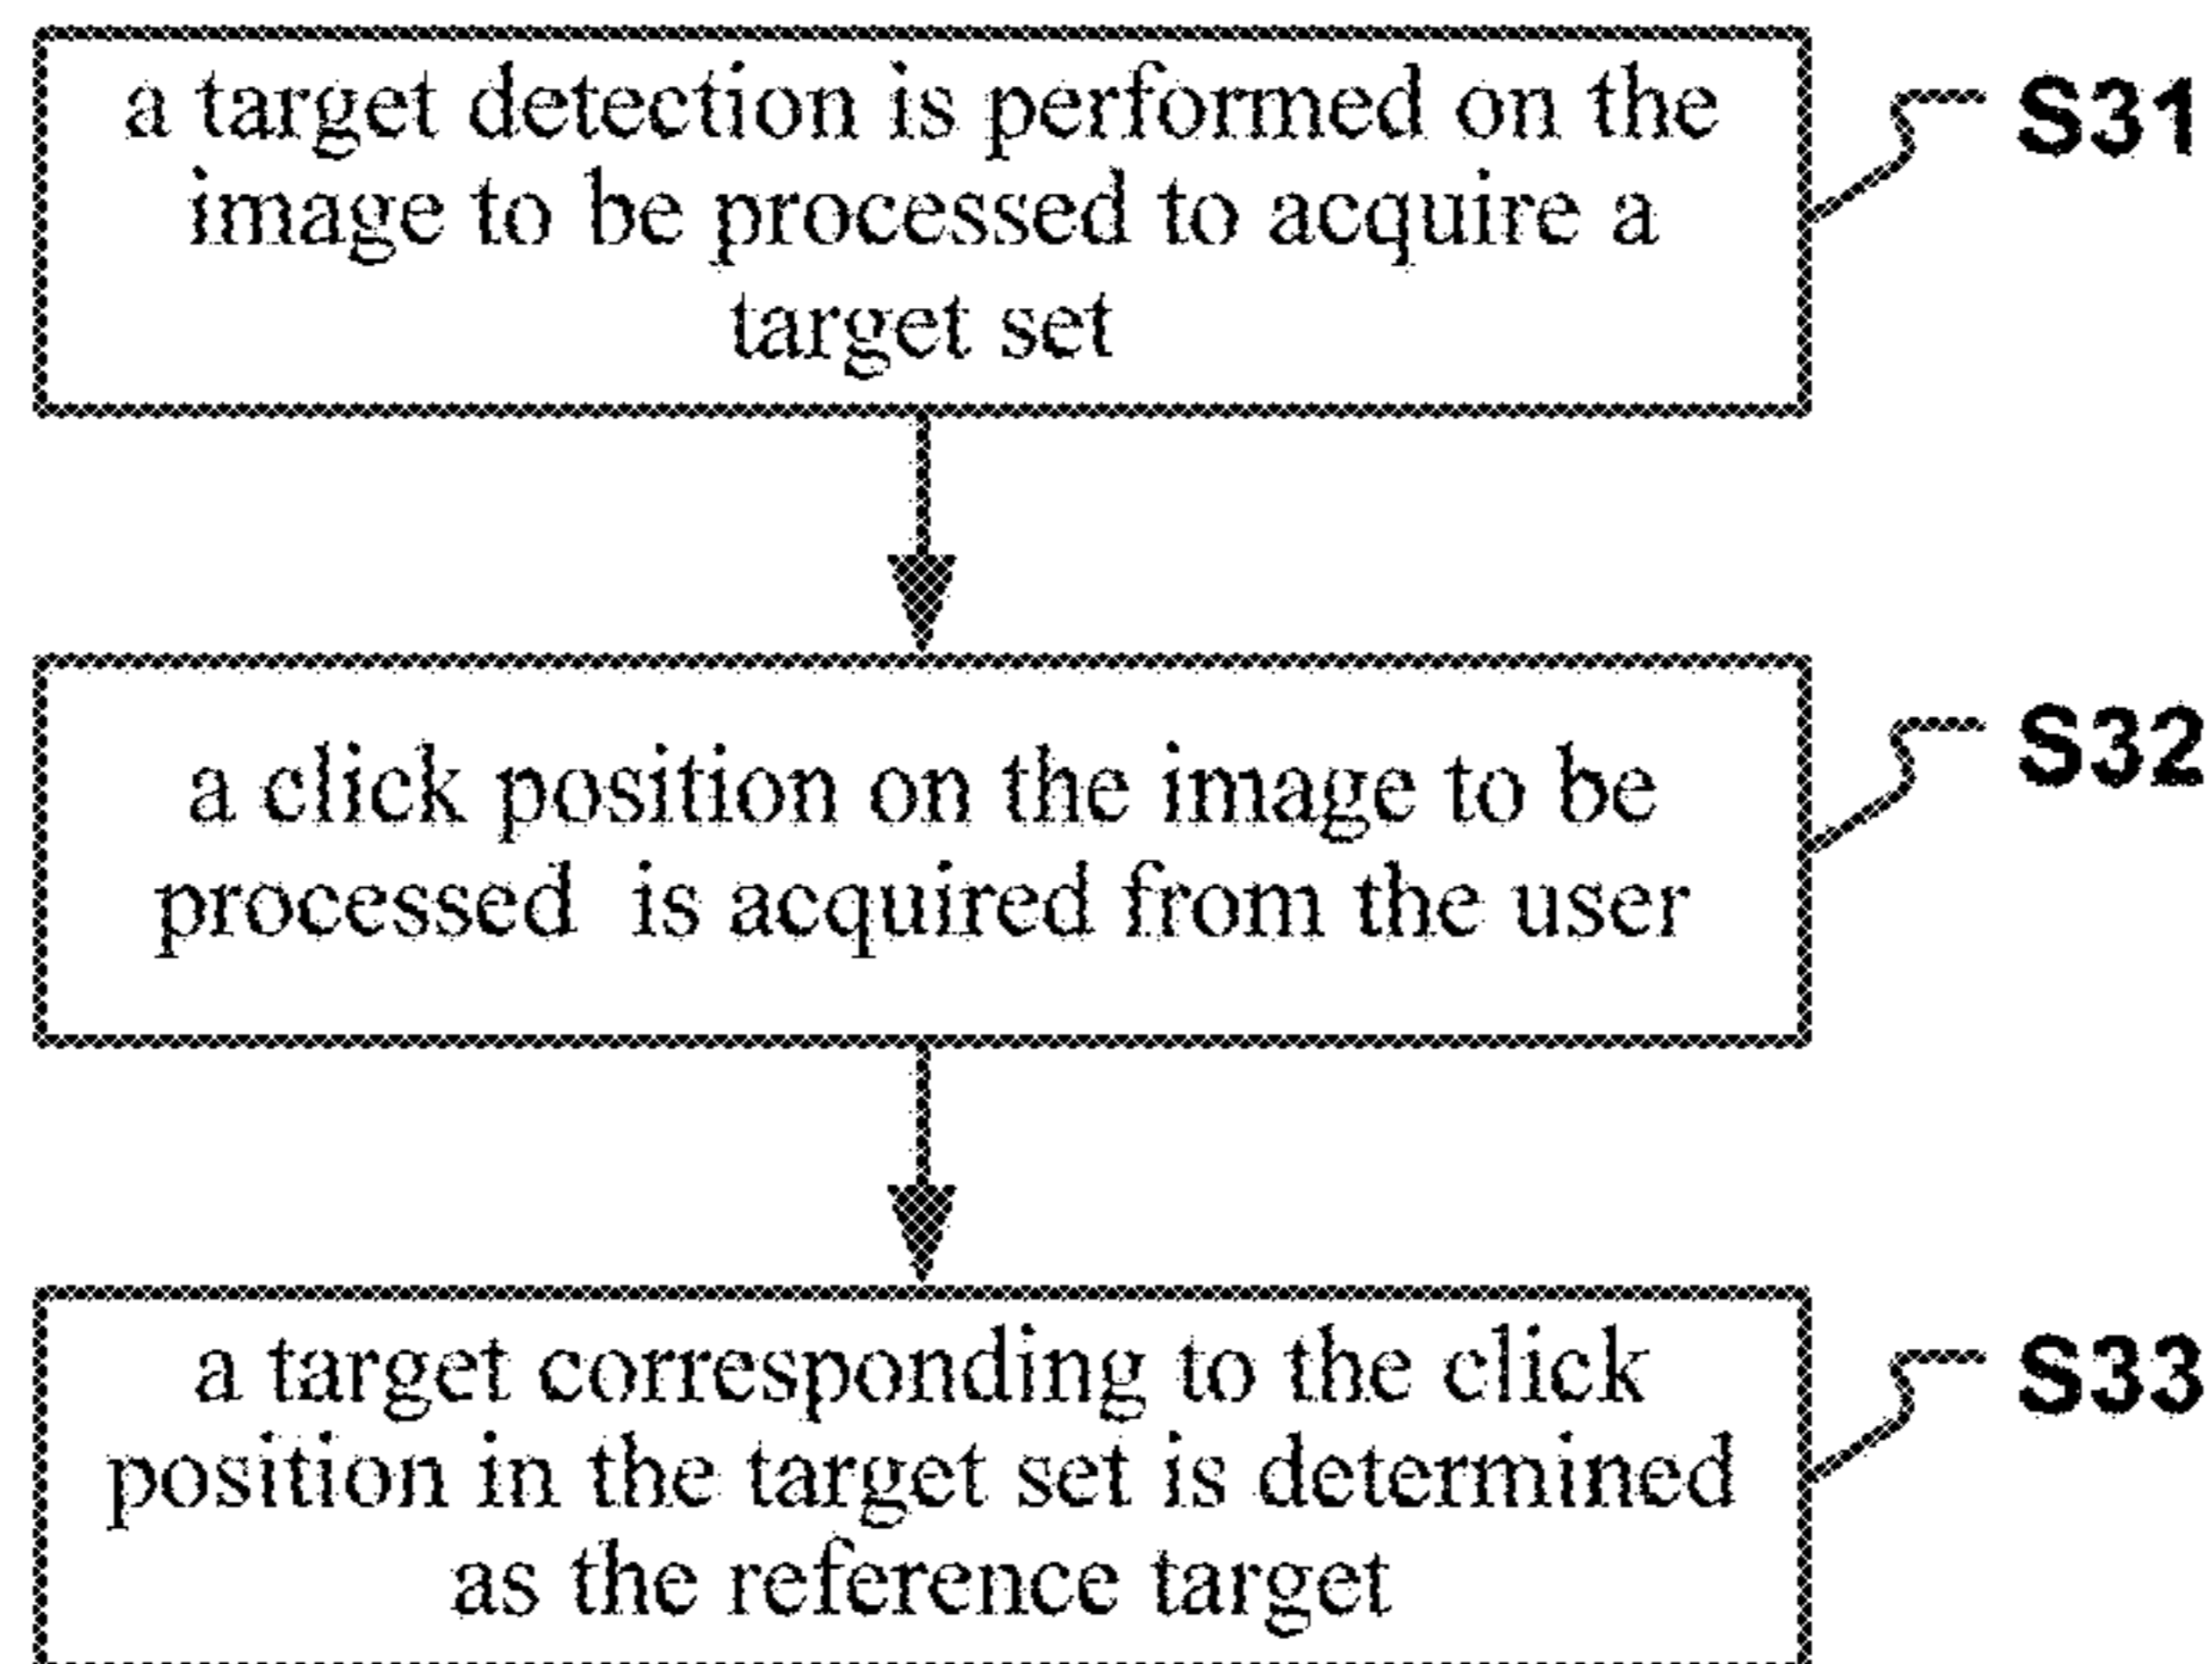 a target detection is performed on the
image to be processed to acquire a
target set
S31
a click position on the image to be
processed is acquired from the user
S32
a target corresponding to the click
position in the target set is determined
as the reference target
S33